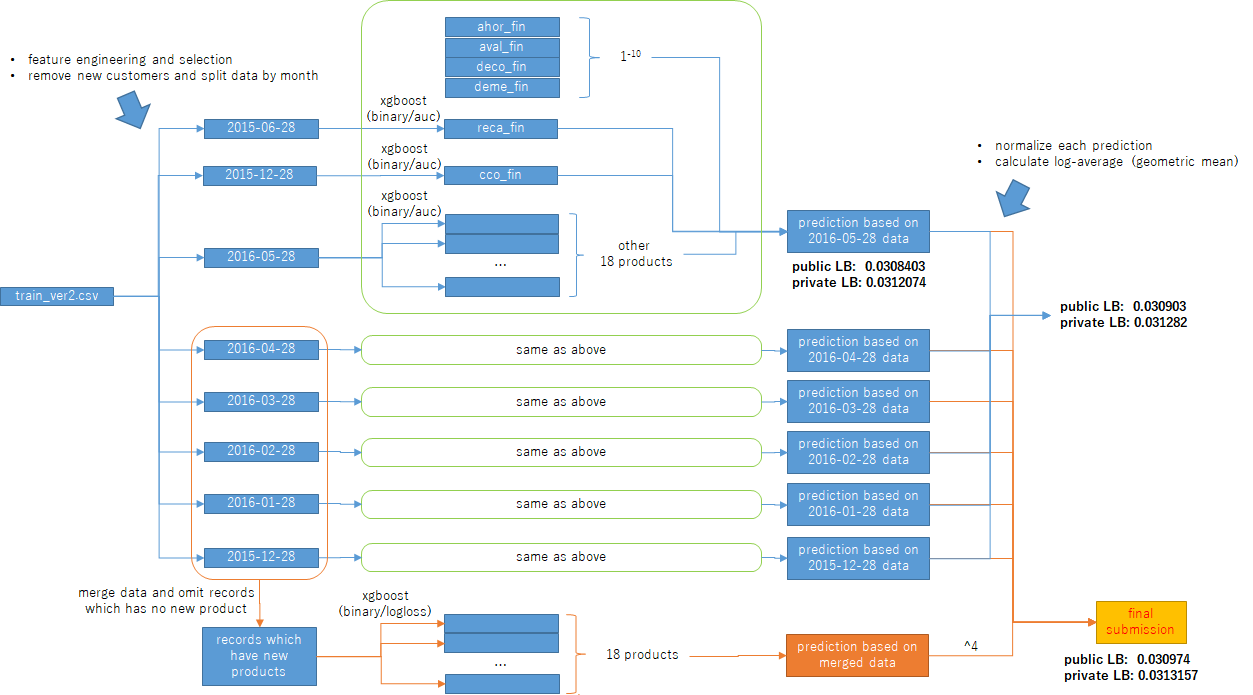 • feature engineering and selection
• remove new customers and split data by month
ahor_fin
aval_fin
deco_fin
deme_fin
1-10
xgboost
(binary/auc)
2015-06-28
reca_fin
xgboost
(binary/auc)
2015-12-28
cco_fin
xgboost
(binary/auc)
2016-05-28
...
other
18 products
• normalize each prediction
• calculate log-average (geometric mean)
prediction based on
2016-05-28 data
public LB: 0.0308403
private LB: 0.0312074
train_ver2.csv
public LB: 0.030903
private LB: 0.031282
2016-04-28
same as above
prediction based on
2016-04-28 data
2016-03-28
same as above
prediction based on
2016-03-28 data
2016-02-28
same as above
prediction based on
2016-02-28 data
2016-01-28
same as above
prediction based on
2016-01-28 data
2015-12-28
same as above
prediction based on
2015-12-28 data
merge data and omit records
which has no new product
records which
have new
products
xgboost
(binary/logloss)
...
18 products
prediction based on
merged data
^4
final
submission
public LB: 0.030974
private LB: 0.0313157